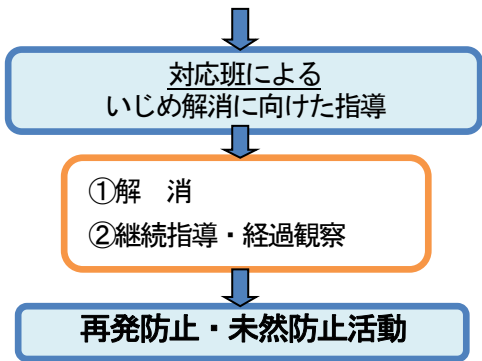 対応班による
いじめ解消に向けた指導
①解　消
②継続指導・経過観察
再発防止・未然防止活動